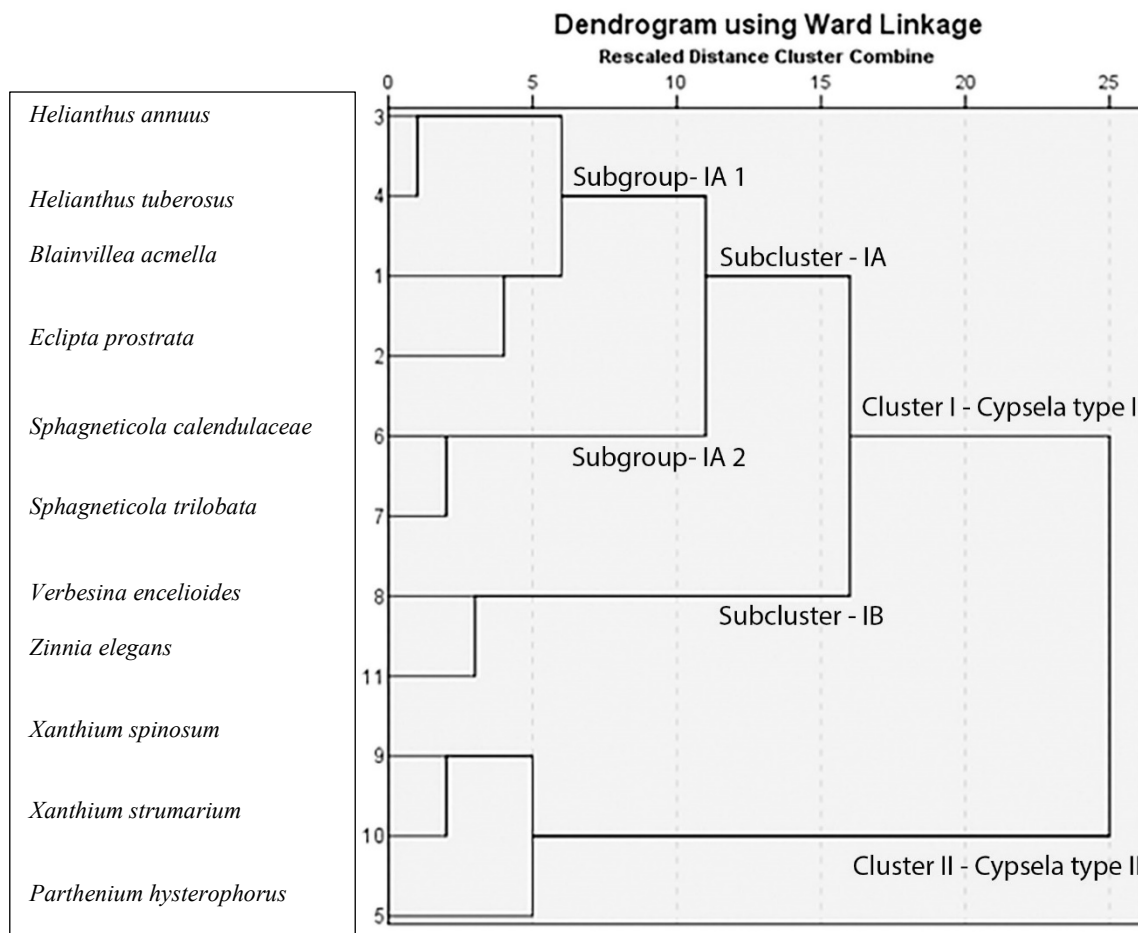 Dendrogram using Ward Linkage
Rescaled Distance Cluster Combine
0 5 10 15 20 25
Helianthus annuus 3
Subgroup- IA 1
Helianthus tuberosus 4
Blainvillea acmella 1
Subcluster - IA
Eclipta prostrata 2
Cluster I - Cypsela type I
Sphagneticola calendulaceae 6
Subgroup- IA 2
Sphagneticola trilobata 7
Verbesina encelioides 8
Subcluster - IB
Zinnia elegans 11
Xanthium spinosum 9
Xanthium strumarium 10
Cluster II - Cypsela type II
Parthenium hysterophorus 5